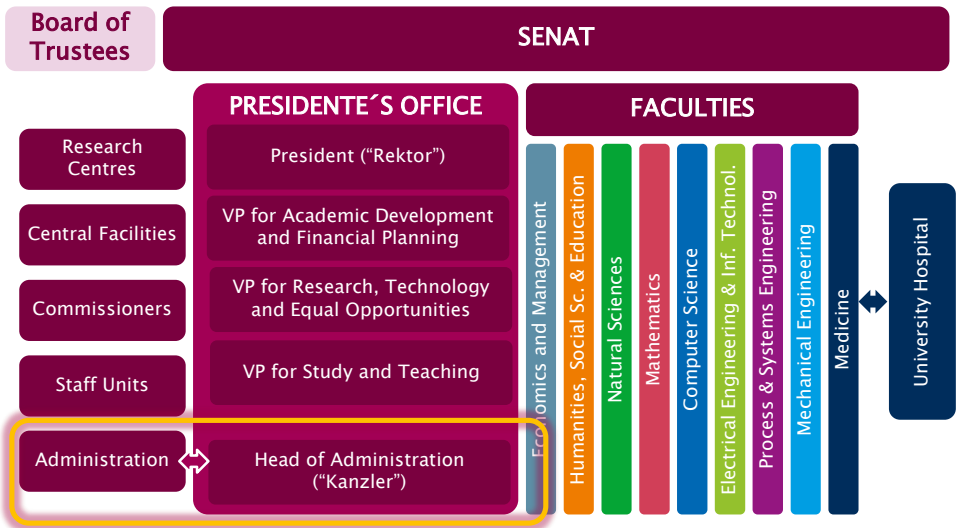 Board of
Trustees
SENAT
PRESIDENTE´S OFFICE
FACULTIES
Research
Centres
Central Facilities
Commissioners
Staff Units
Administration
President (“Rektor”)
VP for Academic Development
and Financial Planning
VP for Research, Technology
and Equal Opportunities
VP for Study and Teaching
Head of Administration
(“Kanzler”)
Economics and Management
Humanities, Social Sc. & Education
Natural Sciences
Mathematics
Computer Science
Electrical Engineering & Inf. Technol.
Process & Systems Engineering
Mechanical Engineering
Medicine
University Hospital